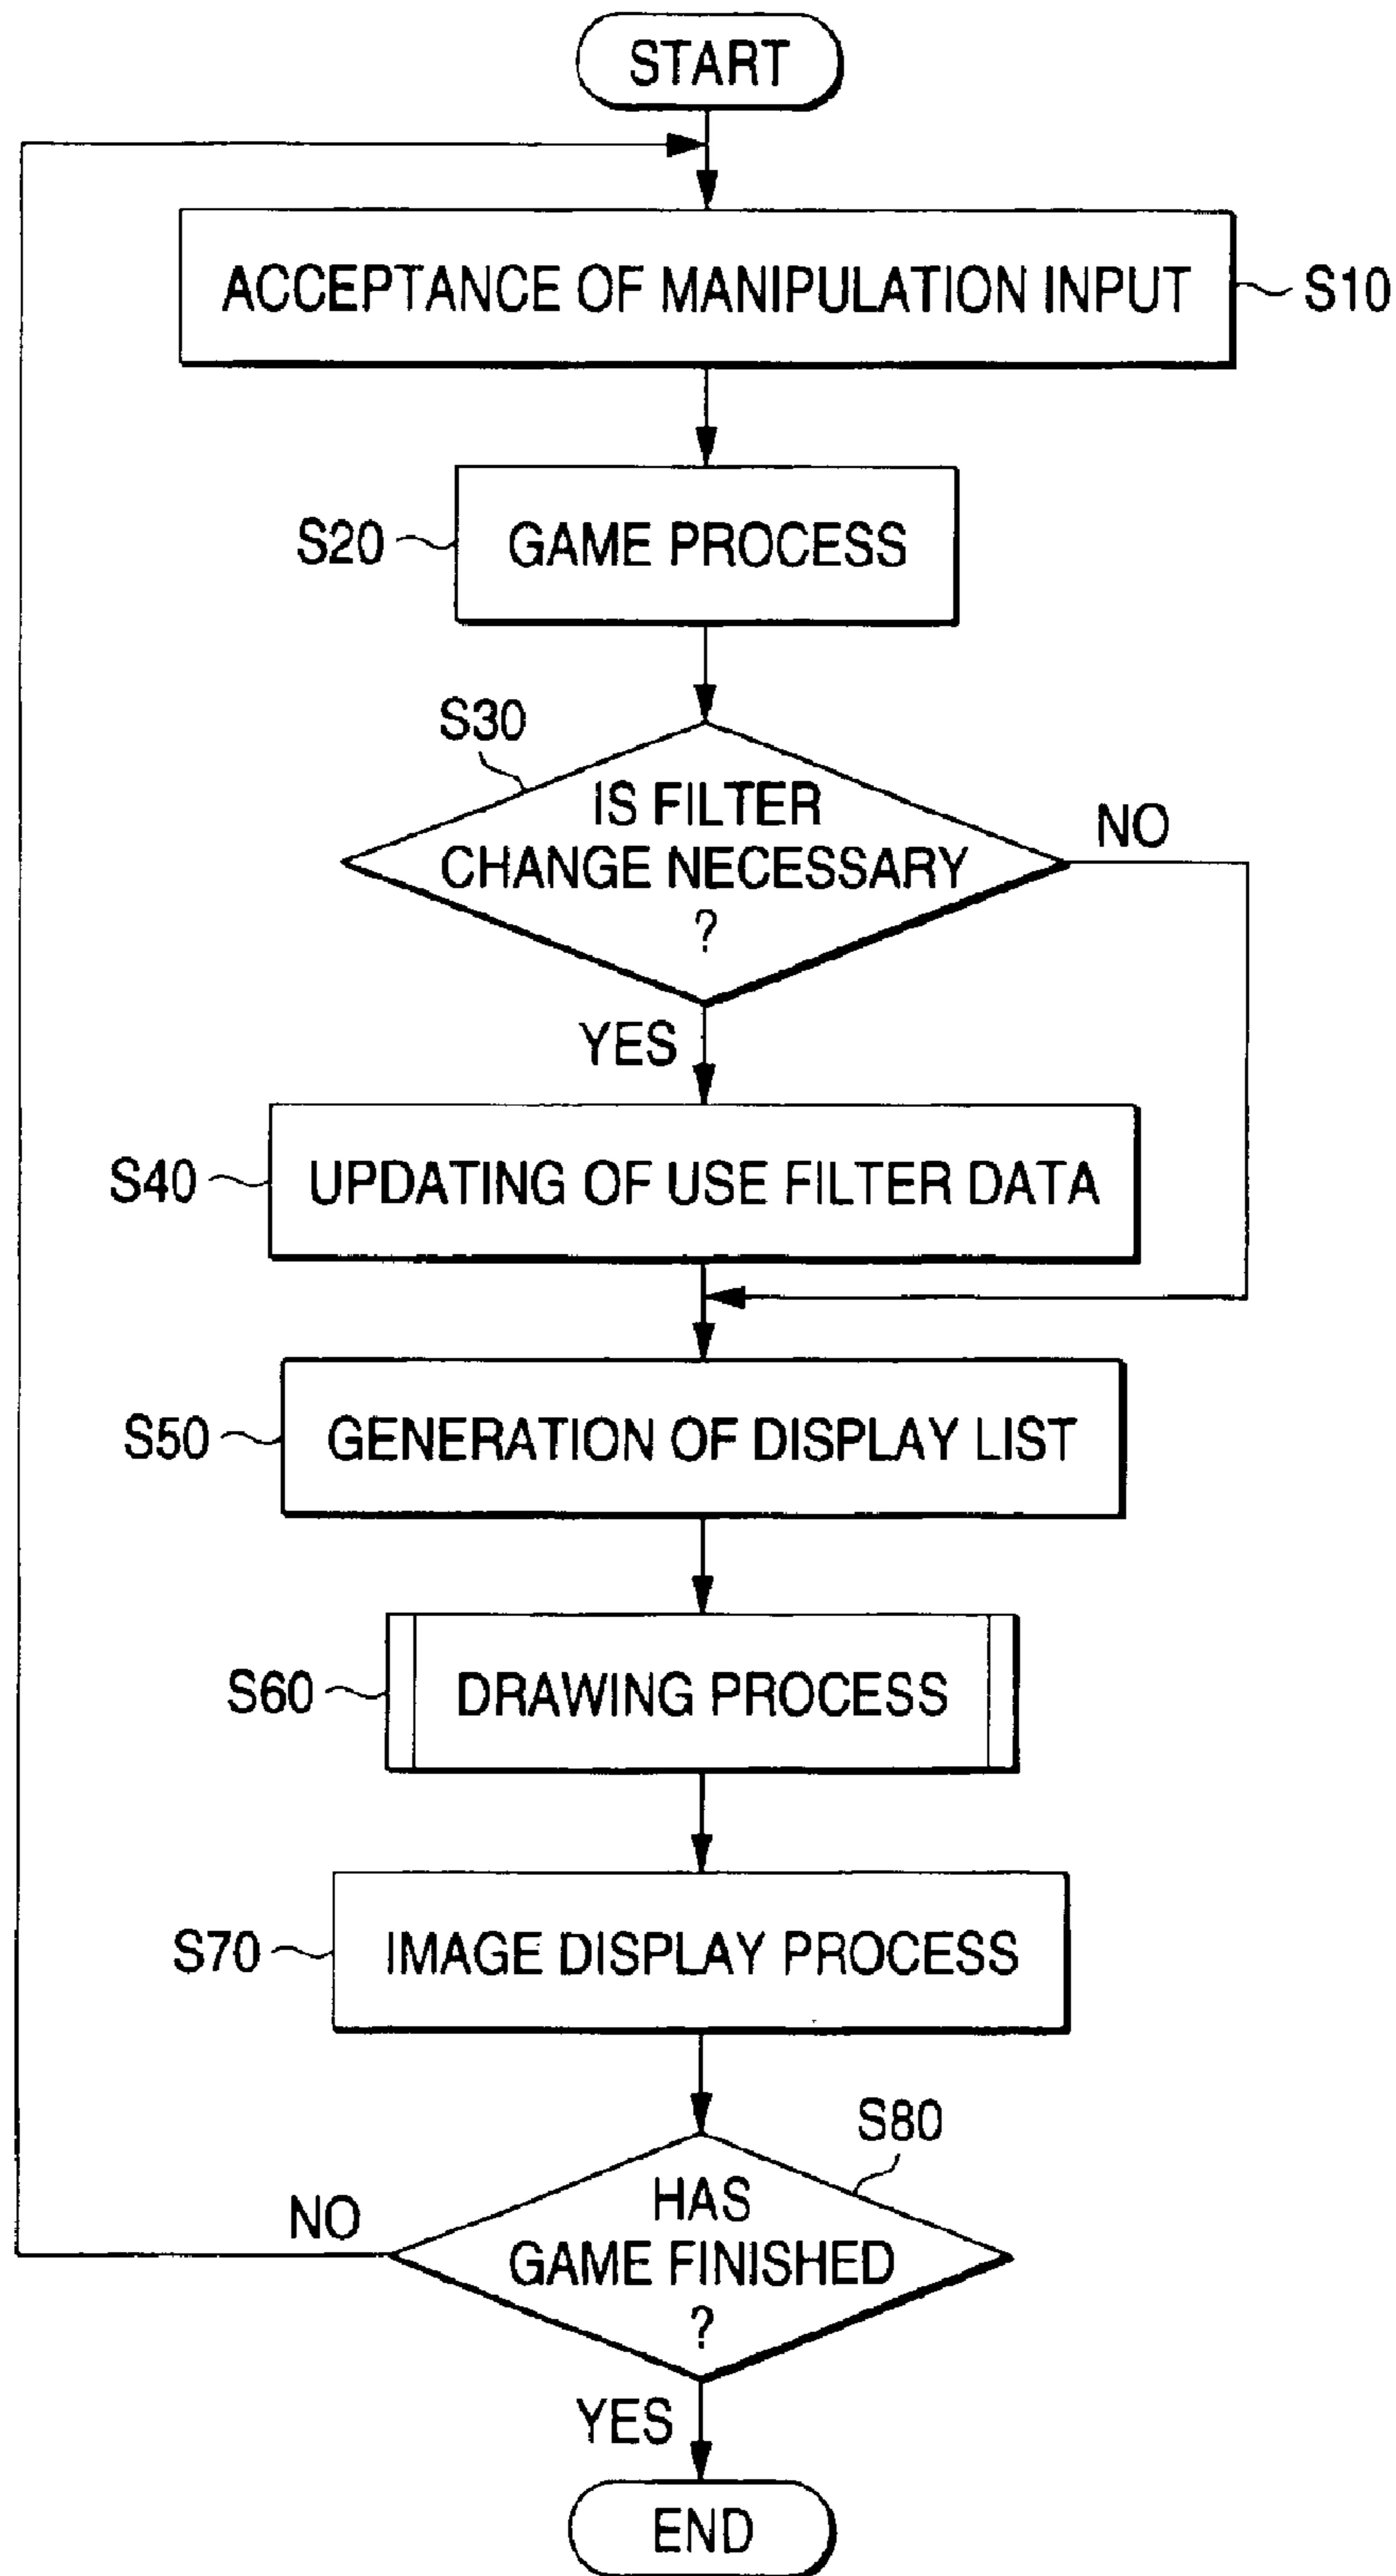 START
ACCEPTANCE OF MANIPULATION INPUT
S10
S20
GAME PROCESS
S30
IS FILTER
CHANGE NECESSARY
?
NO
YES
S40
UPDATING OF USE FILTER DATA
S50
GENERATION OF DISPLAY LIST
S60
DRAWING PROCESS
S70
IMAGE DISPLAY PROCESS
S80
HAS
GAME FINISHED
?
NO
YES
END